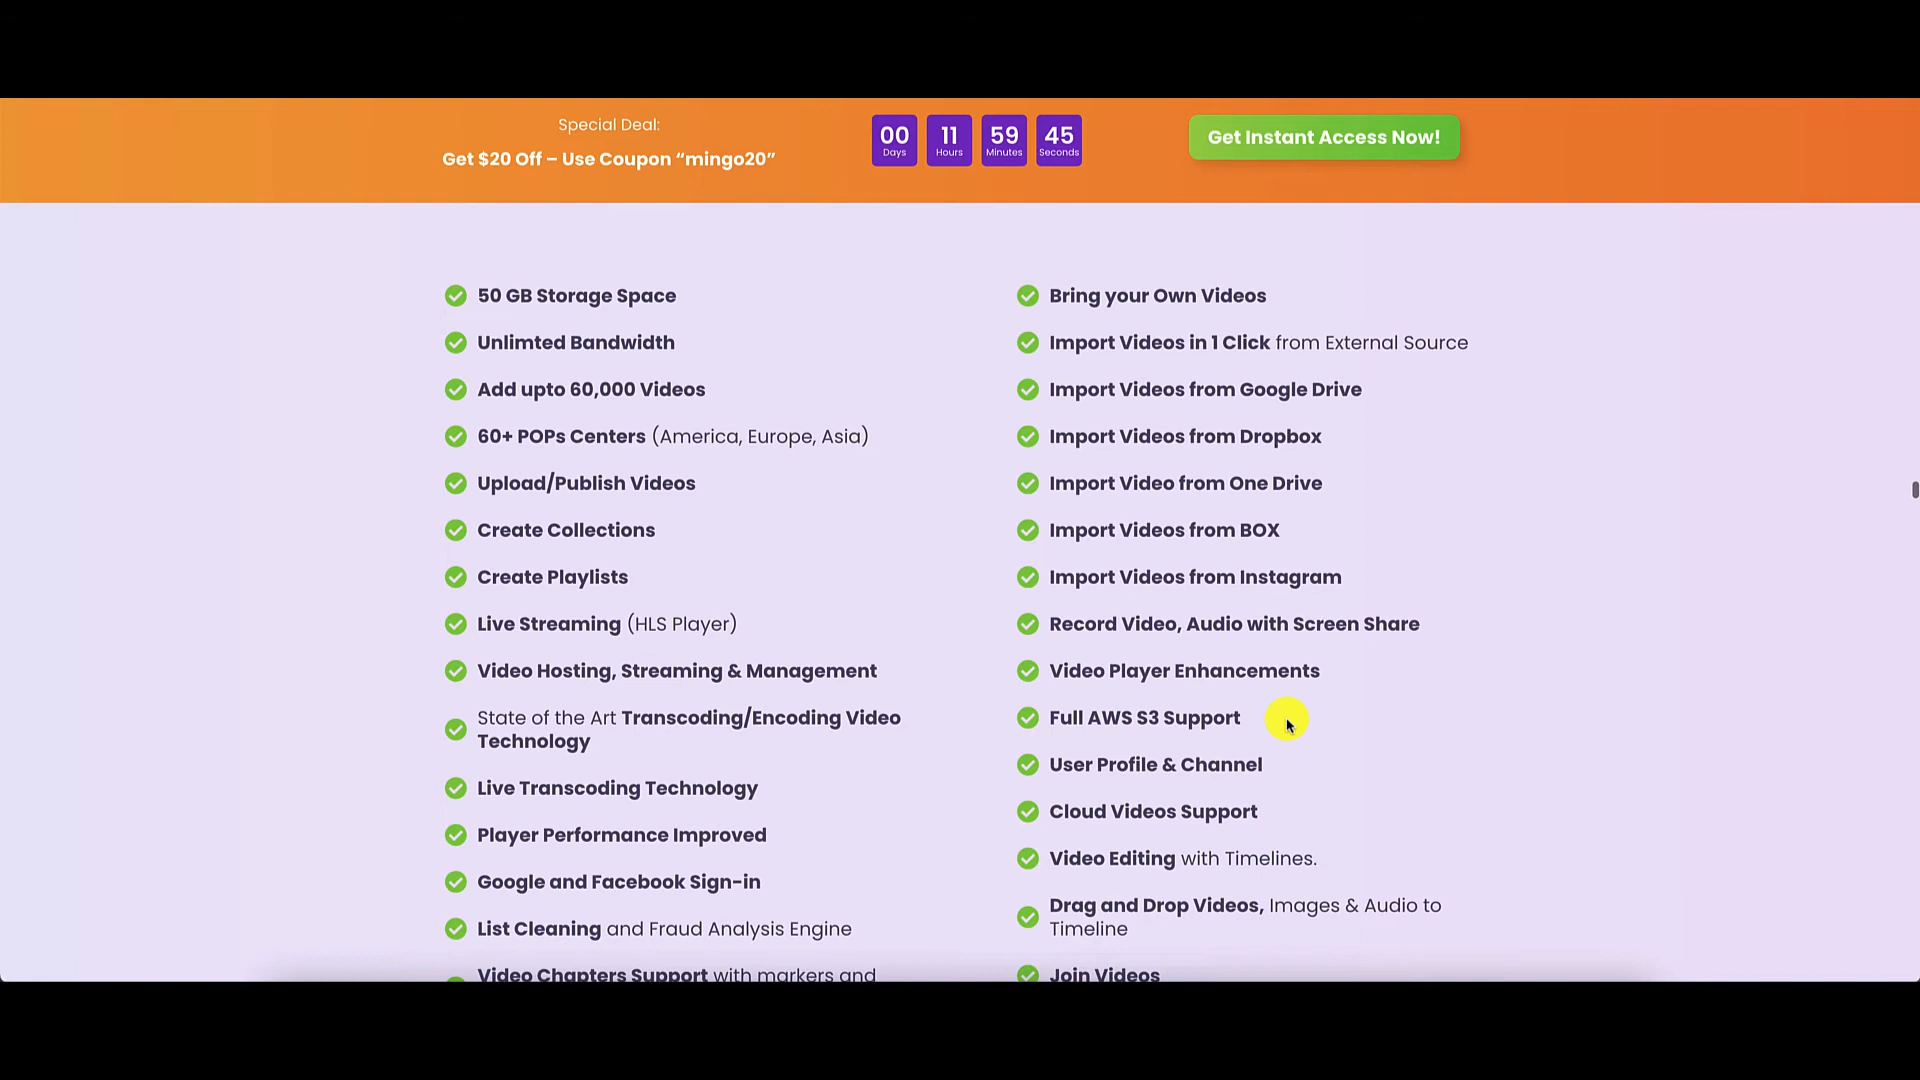 Special Deal:
Get $20 Off – Use Coupon “mingo20”
00 11 59 45
Days Hours Minutes Seconds
Get Instant Access Now!
50 GB Storage Space
Unlimted Bandwidth
Add upto 60,000 Videos
60+ POPs Centers (America, Europe, Asia)
Upload/Publish Videos
Create Collections
Create Playlists
Live Streaming (HLS Player)
Video Hosting, Streaming & Management
State of the Art Transcoding/Encoding Video
Technology
Live Transcoding Technology
Player Performance Improved
Google and Facebook Sign-in
List Cleaning and Fraud Analysis Engine
Video Chapters Support with markers and
Bring your Own Videos
Import Videos in 1 Click from External Source
Import Videos from Google Drive
Import Videos from Dropbox
Import Video from One Drive
Import Videos from BOX
Import Videos from Instagram
Record Video, Audio with Screen Share
Video Player Enhancements
Full AWS S3 Support
User Profile & Channel
Cloud Videos Support
Video Editing with Timelines.
Drag and Drop Videos, Images & Audio to
Timeline
Join Videos